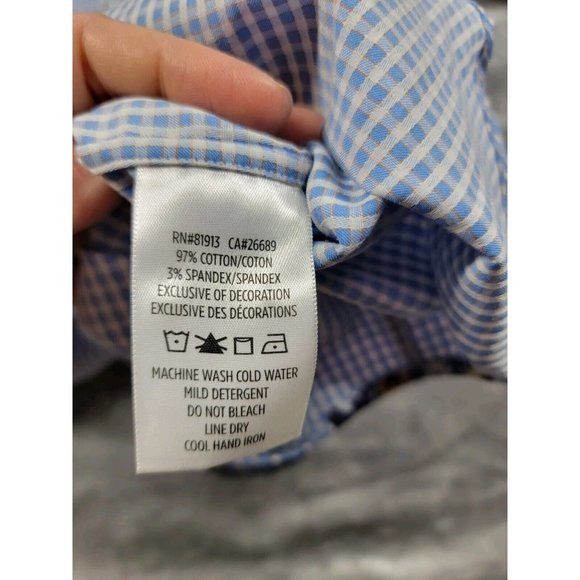 RN#81913 CA#26689
97% COTTON/COTON
3% SPANDEX/SPANDEX
EXCLUSIVE OF DECORATION
EXCLUSIVE DES DÉCORATIONS
MACHINE WASH COLD WATER
MILD DETERGENT
DO NOT BLEACH
LINE DRY
COOL HAND IRON